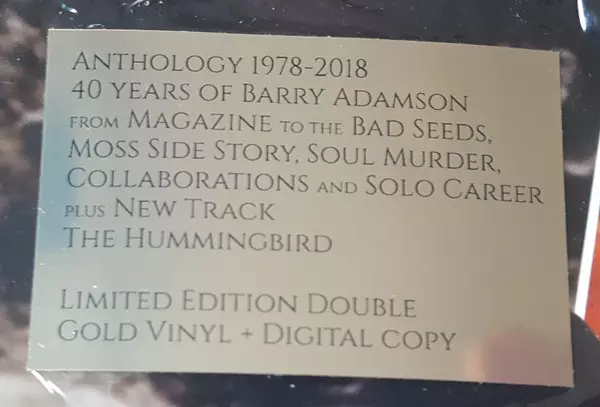 ANTHOLOGY 1978-2018
40 YEARS OF BARRY ADAMSON
FROM MAGAZINE TO THE BAD SEEDS,
MOSS SIDE STORY, SOUL MURDER,
COLLABORATIONS AND SOLO CAREER
PLUS NEW TRACK
THE HUMMINGBIRD
LIMITED EDITION DOUBLE
GOLD VINYL + DIGITAL COPY